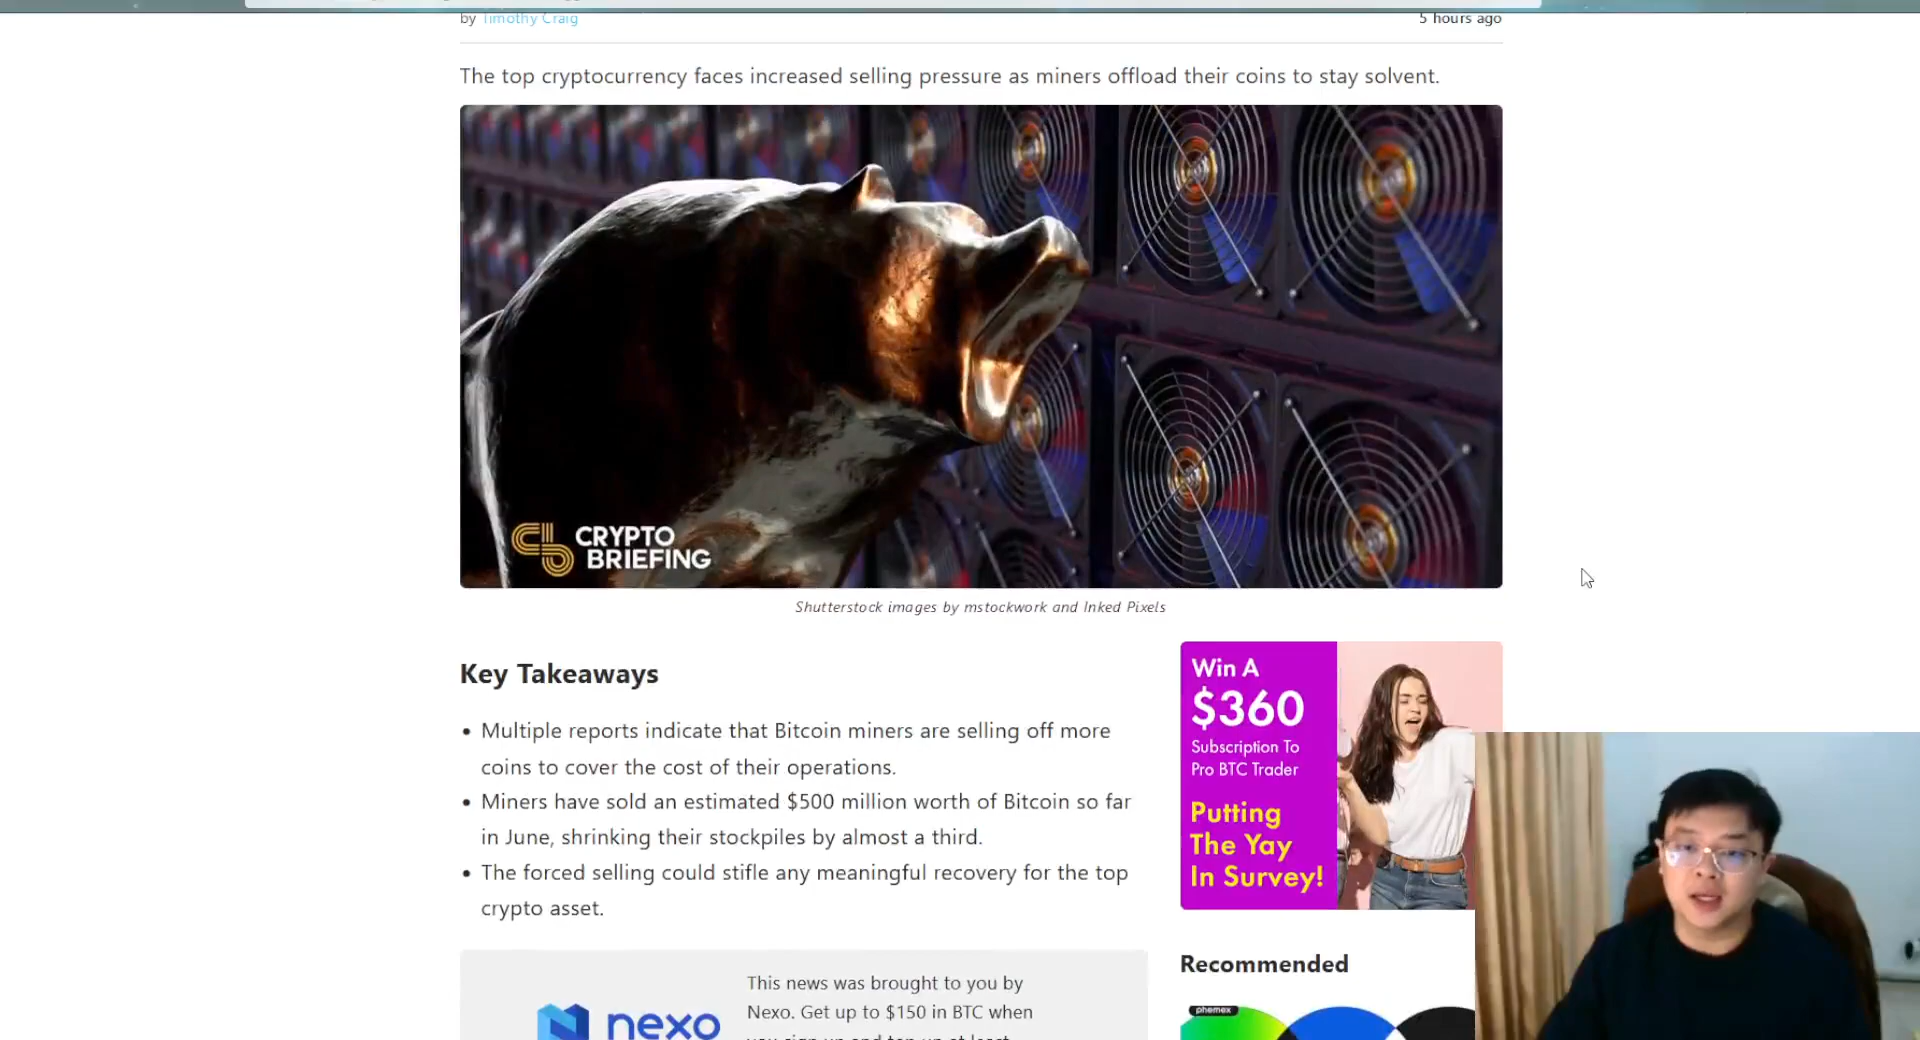 by Timothy Craig
5 hours ago
The top cryptocurrency faces increased selling pressure as miners offload their coins to stay solvent.
CRYPTO
BRIEFING
Shutterstock images by mstockwork and Inked Pixels
Key Takeaways
• Multiple reports indicate that Bitcoin miners are selling off more
coins to cover the cost of their operations.
• Miners have sold an estimated $500 million worth of Bitcoin so far
in June, shrinking their stockpiles by almost a third.
• The forced selling could stifle any meaningful recovery for the top
crypto asset.
Win A
$360
Subscription To
Pro BTC Trader
Putting
The Yay
In Survey!
Recommended
phemex
nexo
This news was brought to you by
Nexo. Get up to $150 in BTC when